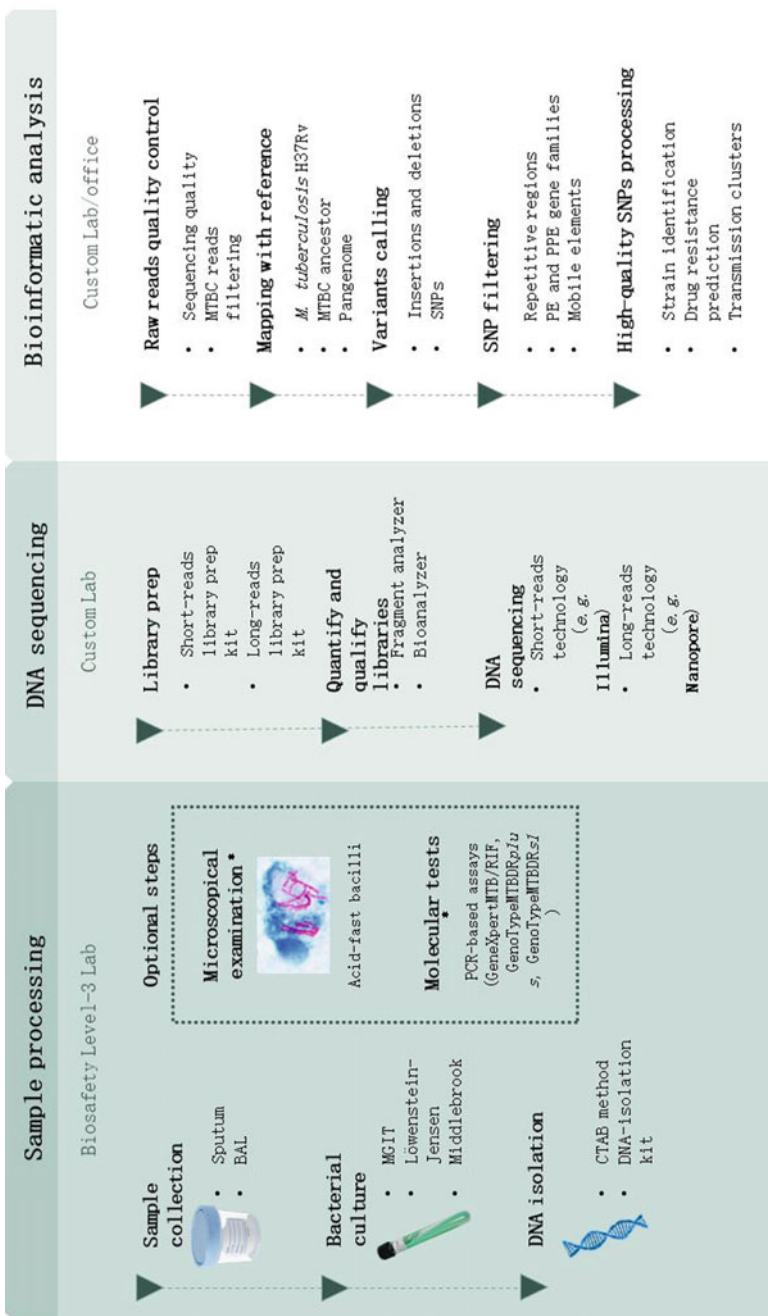 Sample processing
Biosafety Level-3 Lab
Sample
collection
• Sputum
• BAL
Bacterial
culture
• MGIT
• Löwenstein-
Jensen
• Middlebrook
DNA isolation
• CTAB method
• DNA-isolation
kit
Optional steps
Microscopical
examination*
Acid-fast bacilli
Molecular tests
*
PCR-based assays
(GeneXpertMTB/RIF,
GenoTypeMTBDRplu
s, GenoTypeMTBDRsl
)
DNA sequencing
Custom Lab
Library prep
• Short-reads
library prep
kit
• Long-reads
library prep
kit
Quantify and
qualify
libraries
• Fragment analyzer
• Bioanalyzer
DNA
sequencing
• Short-reads
technology
(e.g.
Illumina)
• Long-reads
technology
(e.g.
Nanopore)
Bioinformatic analysis
Custom Lab/office
Raw reads quality control
• Sequencing quality
• MTBC reads
filtering
Mapping with reference
• M. tuberculosis H37Rv
• MTBC ancestor
• Pangenome
Variants calling
• Insertions and deletions
• SNPs
SNP filtering
• Repetitive regions
• PE and PPE gene families
• Mobile elements
High-quality SNPs processing
• Strain identification
• Drug resistance
prediction
• Transmission clusters